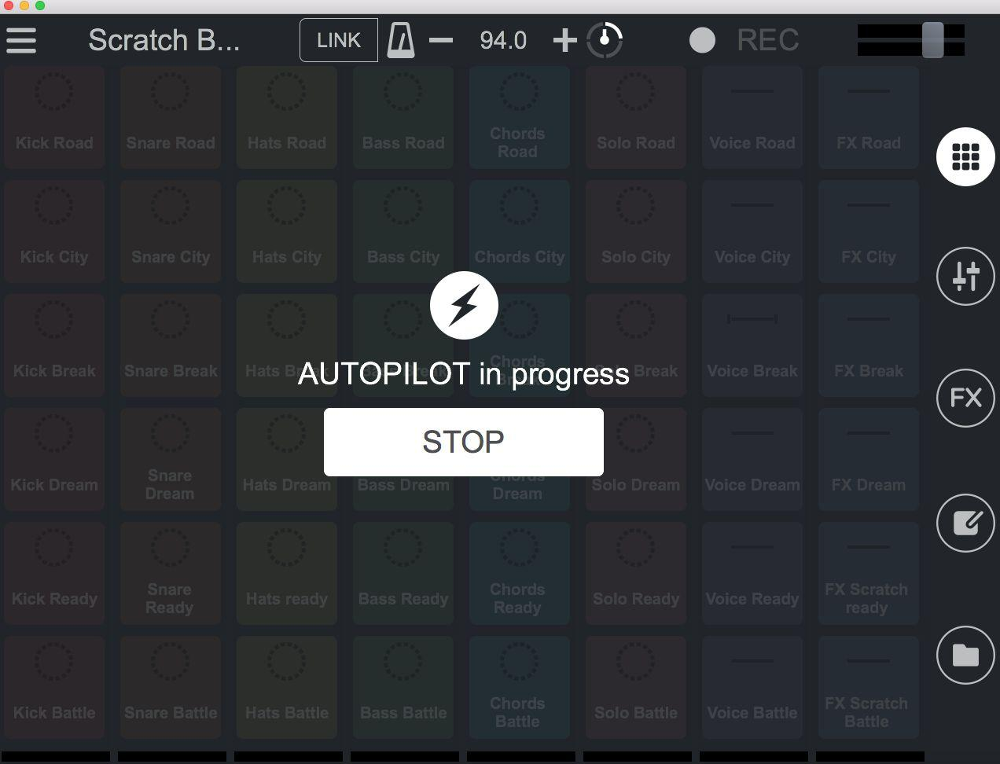 Scratch B...
LINK
94.0
REC
Kick Road
Snare Road
Hats Road
Bass Road
Chords
Road
Solo Road
Voice Road
FX Road
Kick City
Snare City
Hats City
Bass City
Chords City
Solo City
Voice City
FX City
Kick Break
Snare Break
Voice Break
FX Break
AUTOPILOT in progress
STOP
Kick Dream
Snare
Dream
Hats Dream
Bass Dream
Chords
Dream
Solo Dream
Voice Dream
FX Dream
Kick Ready
Snare
Ready
Hats ready
Bass Ready
Chords
Ready
Solo Ready
Voice Ready
FX Scratch
ready
Kick Battle
Snare Battle
Hats Battle
Bass Battle
Chords
Battle
Solo Battle
Voice Battle
FX Scratch
Battle
FX